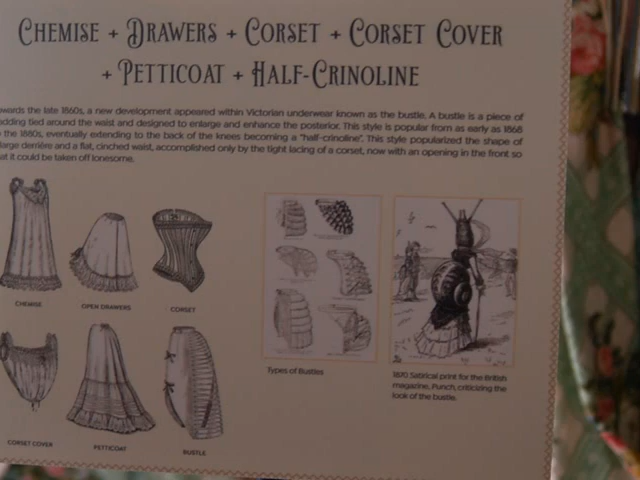 CHEMISE + DRAWERS + CORSET + CORSET COVER
+ PETTICOAT + HALF-CRINOLINE
wards the late 1860s, a new development appeared within Victorian underwear known as the bustle. A bustle is a piece of
adding tied around the waist and designed to enlarge and enhance the posterior. This style is popular from as early as 1868
the 1880s, eventually extending to the back of the knees becoming a "half-crinoline". This style popularized the shape of
large derrière and a flat, cinched waist, accomplished only by the tight lacing of a corset, now with an opening in the front so
at it could be taken off lonesome.
CHEMISE
OPEN DRAWERS
CORSET
CORSET COVER
PETTICOAT
BUSTLE
Types of Bustles
1870 Satirical print for the British
magazine, Punch, criticizing the
look of the bustle.